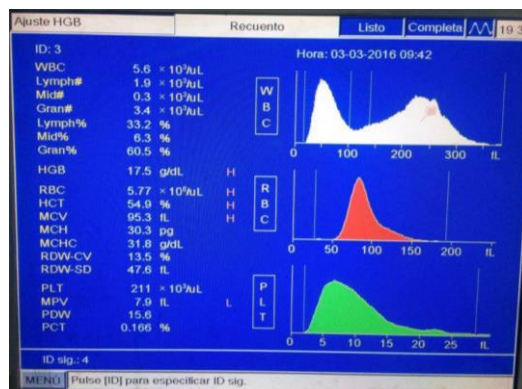 Ajuste HGB Recuento Listo Completa 19 3
ID: 3 Hora: 03-03-2016 09:42
WBC 5.6 × 10³/uL
Lymph# 1.9 × 10³/uL
Mid# 0.3 × 10³/uL
Gran# 3.4 × 10³/uL
Lymph% 33.2 %
Mid% 6.3 %
Gran% 60.5 %
WBC
0 100 200 300 fL
HGB 17.5 g/dL H
RBC 5.77 × 10⁶/uL H
HCT 54.9 % H
MCV 95.3 fL H
MCH 30.3 pg
MCHC 31.8 g/dL
RDW-CV 13.5 %
RDW-SD 47.6 fL
RBC
0 50 100 150 200 fL
PLT 211 × 10³/uL
MPV 7.9 fL L
PDW 15.6
PCT 0.166 %
PLT
0 5 10 15 20 25 fL
ID sig.: 4
MENÚ Pulse [ID] para especificar ID sig.